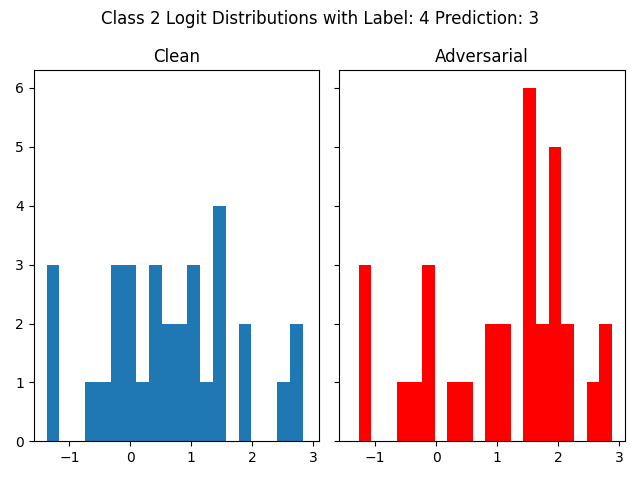 Class 2 Logit Distributions with Label: 4 Prediction: 3
Clean
Adversarial
6
5
4
3
2
1
0
−1 0 1 2 3
−1 0 1 2 3